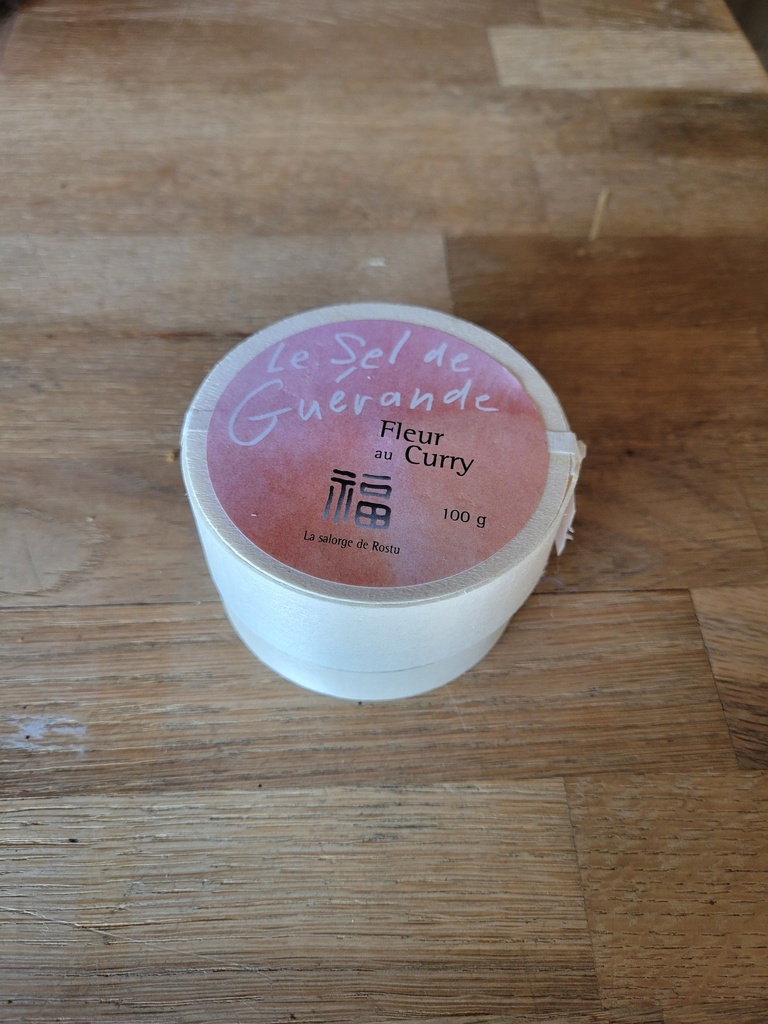 Le Sel de
Guérande
Fleur
au Curry
福
100 g
La salorge de Rostu